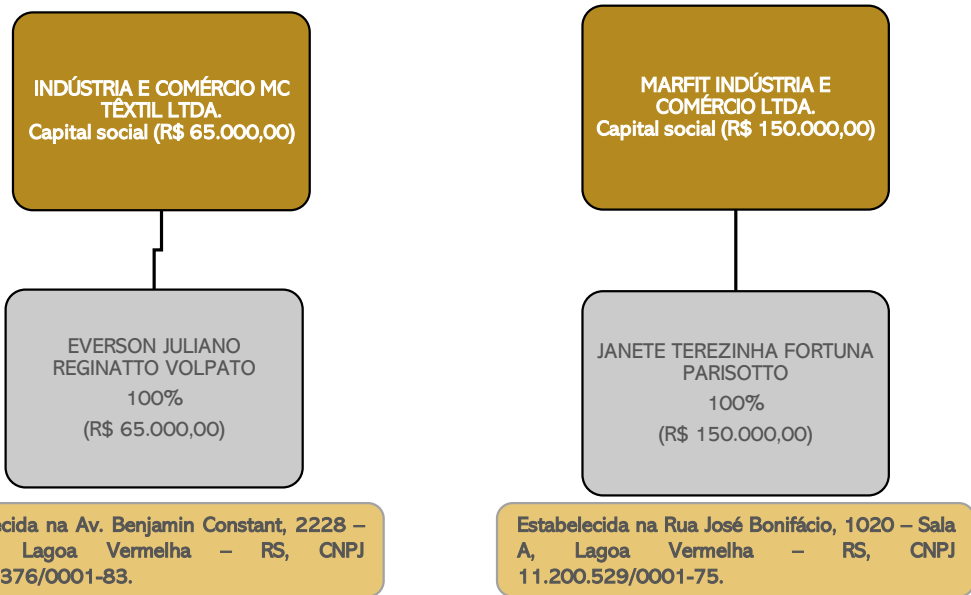 INDÚSTRIA E COMÉRCIO MC
TÊXTIL LTDA.
Capital social (R$ 65.000,00)
EVERSON JULIANO
REGINATTO VOLPATO
100%
(R$ 65.000,00)
Av. Benjamin Constant, 2228 –
Lagoa Vermelha – RS, CNPJ
376/0001-83.
MARFIT INDÚSTRIA E
COMÉRCIO LTDA.
Capital social (R$ 150.000,00)
JANETE TEREZINHA FORTUNA
PARISOTTO
100%
(R$ 150.000,00)
Estabelecida na Rua José Bonifácio, 1020 – Sala
A, Lagoa Vermelha – RS, CNPJ
11.200.529/0001-75.